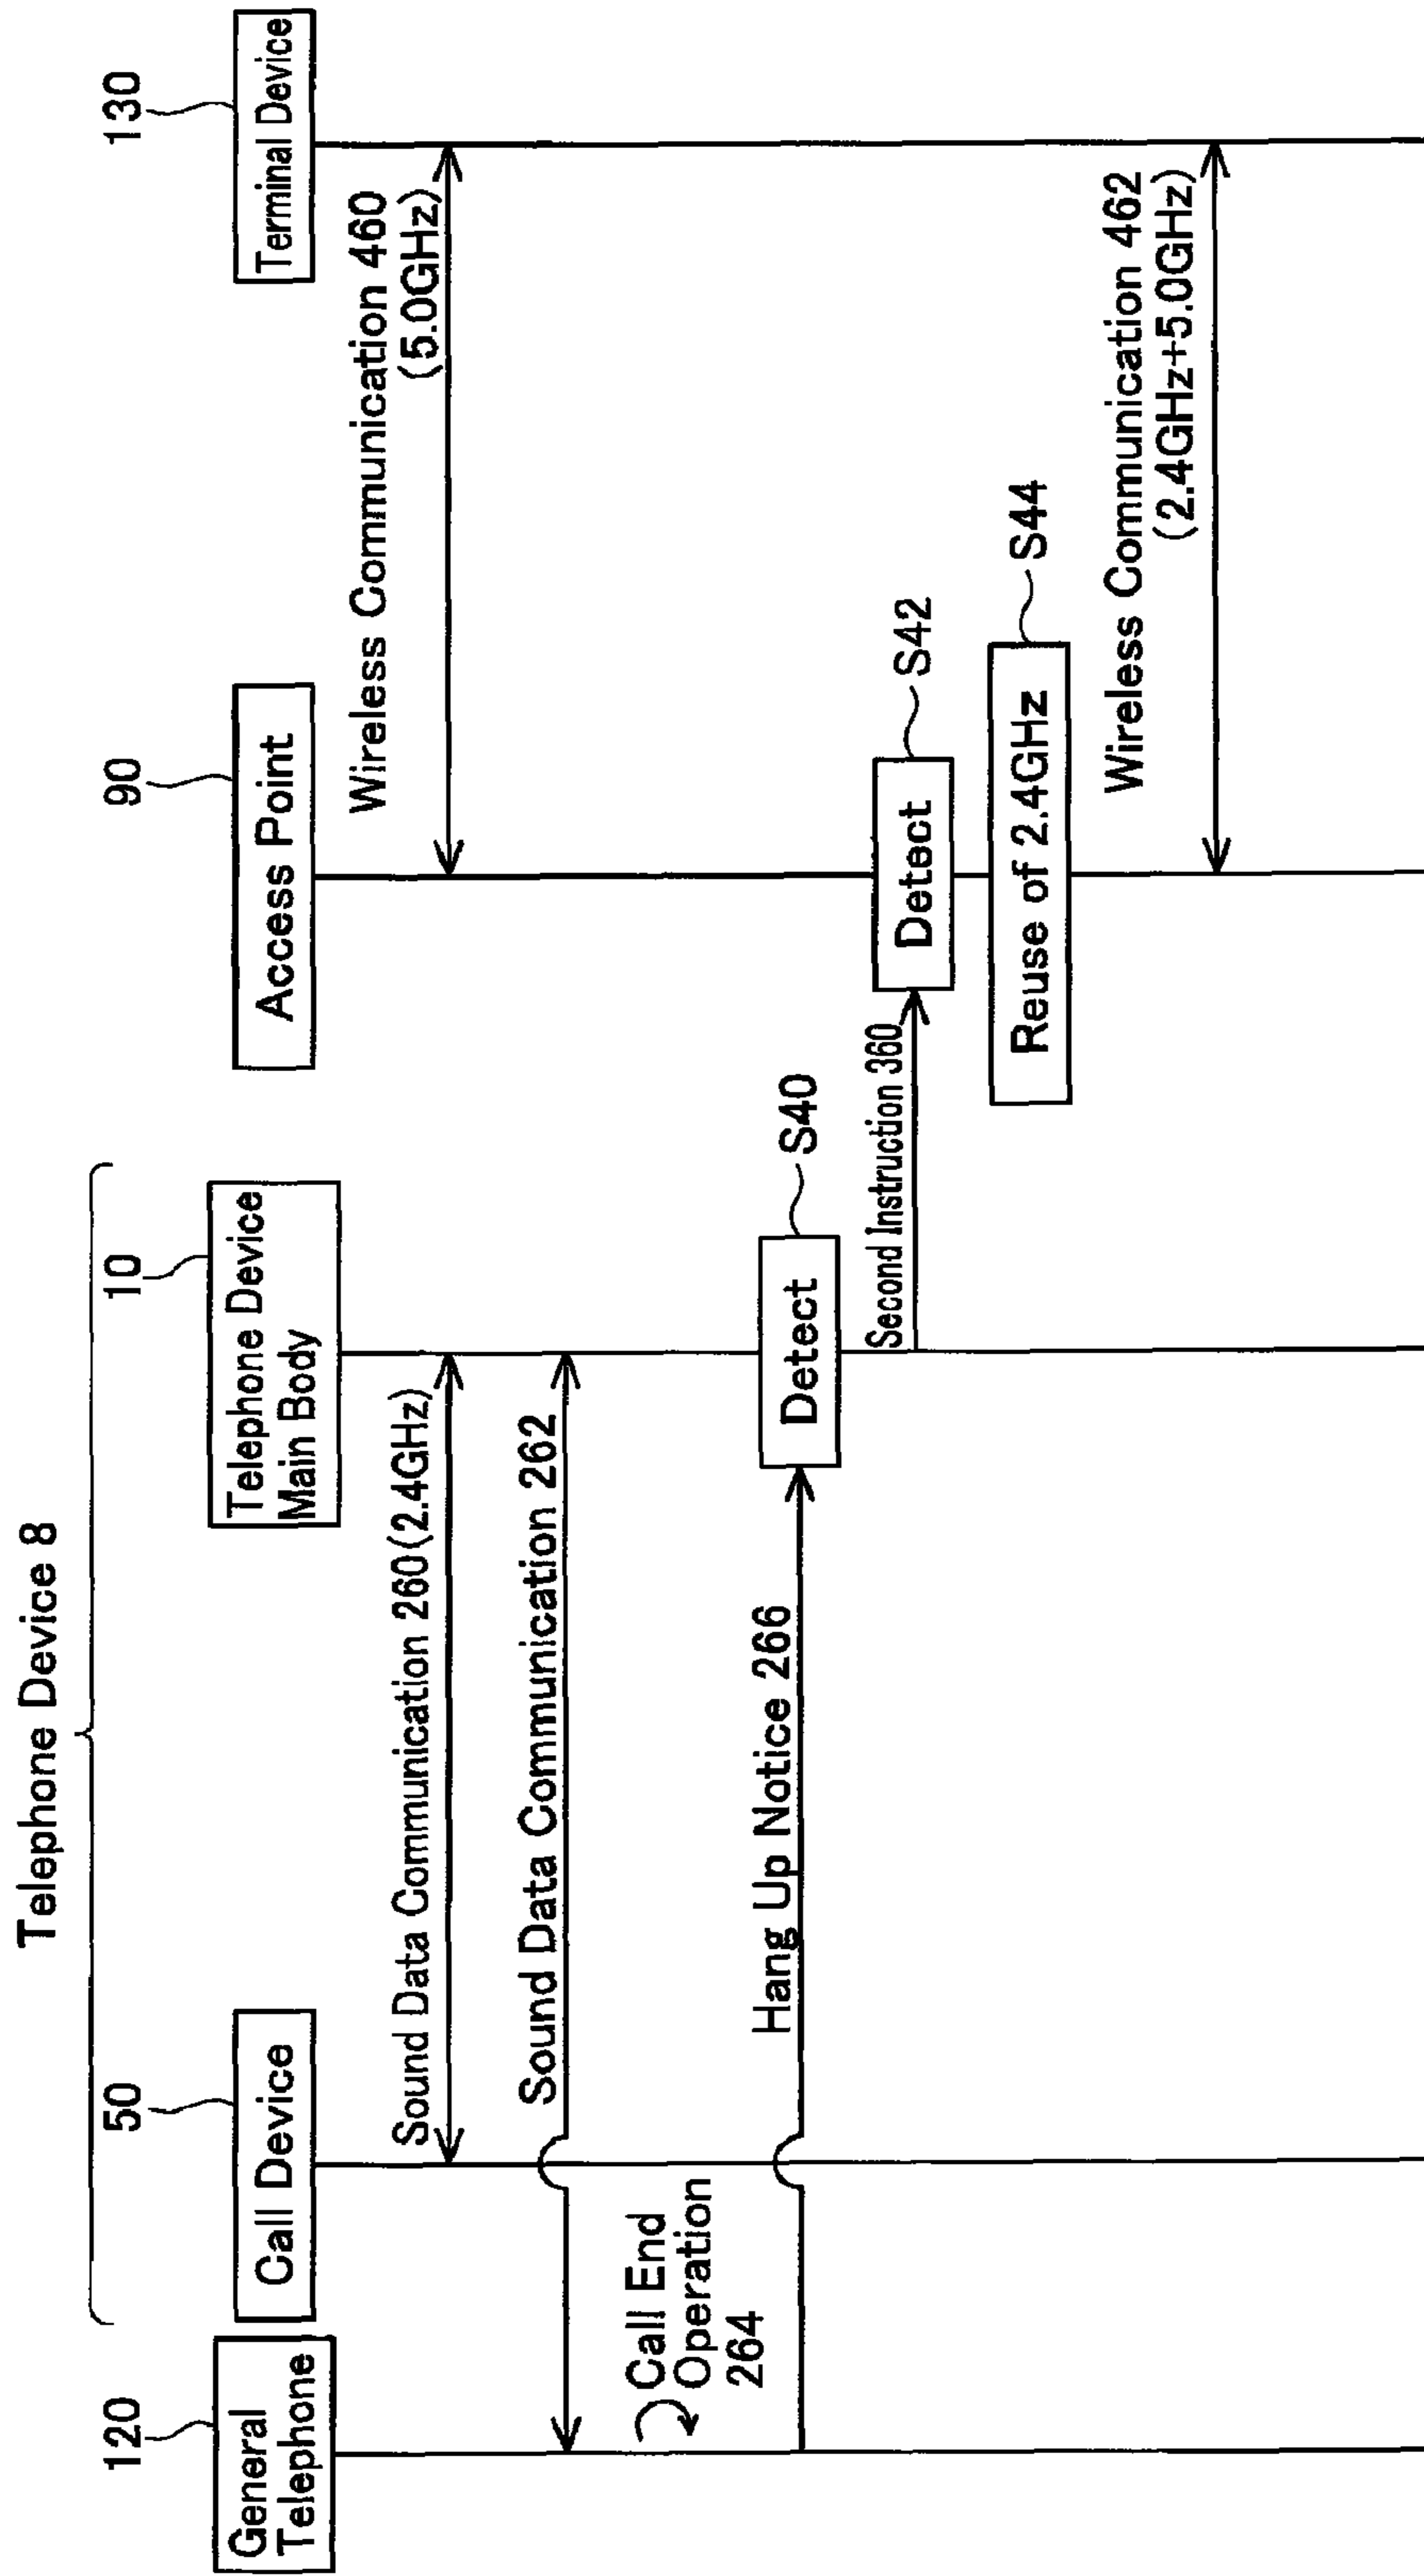 Telephone Device 8
120
50
10
90
130
General
Telephone
Call Device
Telephone Device
Main Body
Access Point
Terminal Device
Sound Data Communication 260(2.4GHz)
Wireless Communication 460
(5.0GHz)
Sound Data Communication 262
Call End
Operation
264
Hang Up Notice 266
Detect
S40
Second Instruction 360
Detect
S42
Reuse of 2.4GHz
S44
Wireless Communication 462
(2.4GHz+5.0GHz)